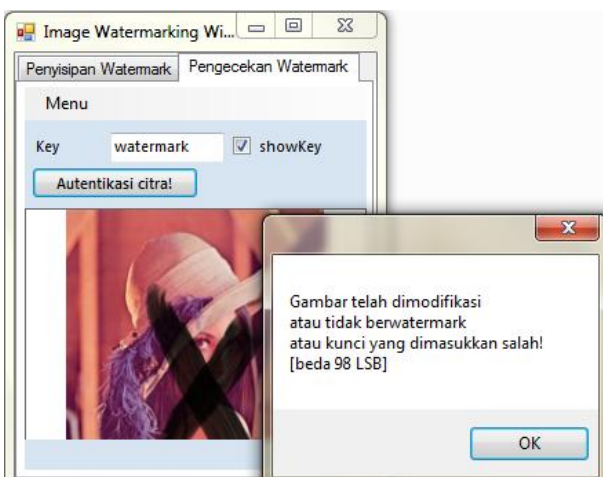 Image Watermarking Wi...
Penyisipan Watermark Pengecekan Watermark
Menu
Key watermark showKey
Autentikasi citra!
Gambar telah dimodifikasi
atau tidak berwatermark
atau kunci yang dimasukkan salah!
[beda 98 LSB]
OK